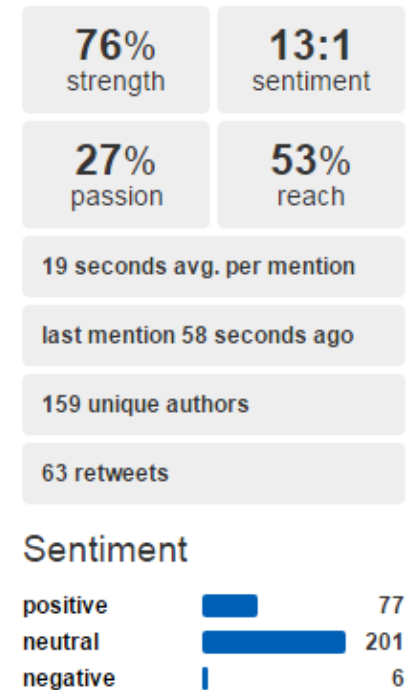 76% 13:1
strength sentiment
27% 53%
passion reach
19 seconds avg. per mention
last mention 58 seconds ago
159 unique authors
63 retweets
Sentiment
positive 77
neutral 201
negative 6